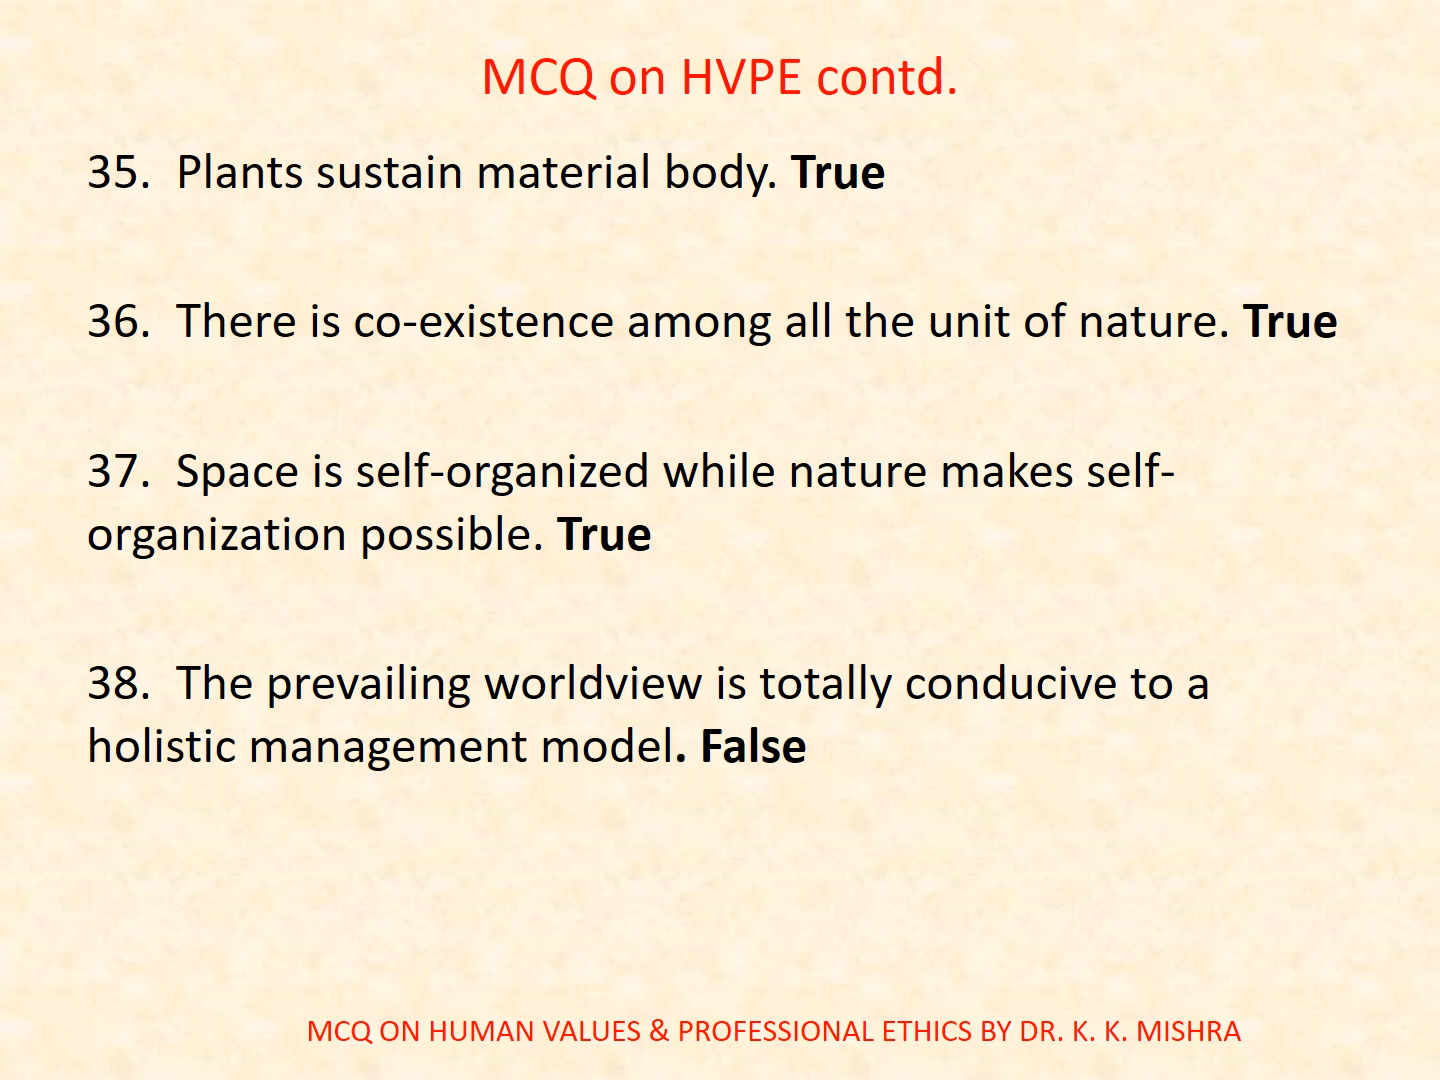 MCQ on HVPE contd.
35. Plants sustain material body. True
36. There is co-existence among all the unit of nature. True
37. Space is self-organized while nature makes self-
organization possible. True
38. The prevailing worldview is totally conducive to a
holistic management model. False
MCQ ON HUMAN VALUES & PROFESSIONAL ETHICS BY DR. K. K. MISHRA